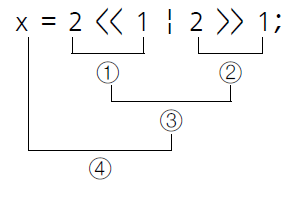 x = 2 << 1 ¦ 2 >> 1;
① ②
③
④